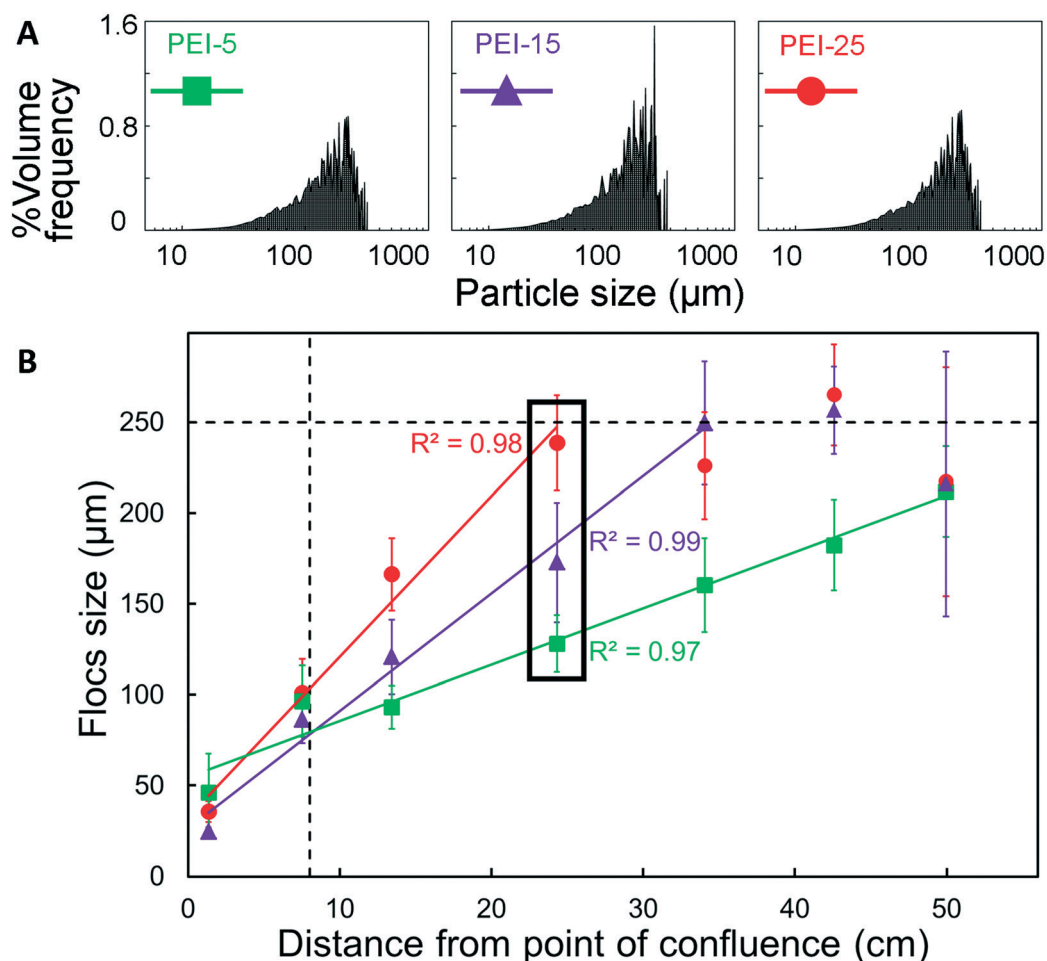 A
1.6
0.8
0
%Volume
frequency
PEI-5
PEI-15
PEI-25
10 100 1000
10 100 1000
10 100 1000
Particle size (µm)
B
250
200
150
100
50
0
Flocs size (µm)
R² = 0.98
R² = 0.99
R² = 0.97
0 10 20 30 40 50
Distance from point of confluence (cm)